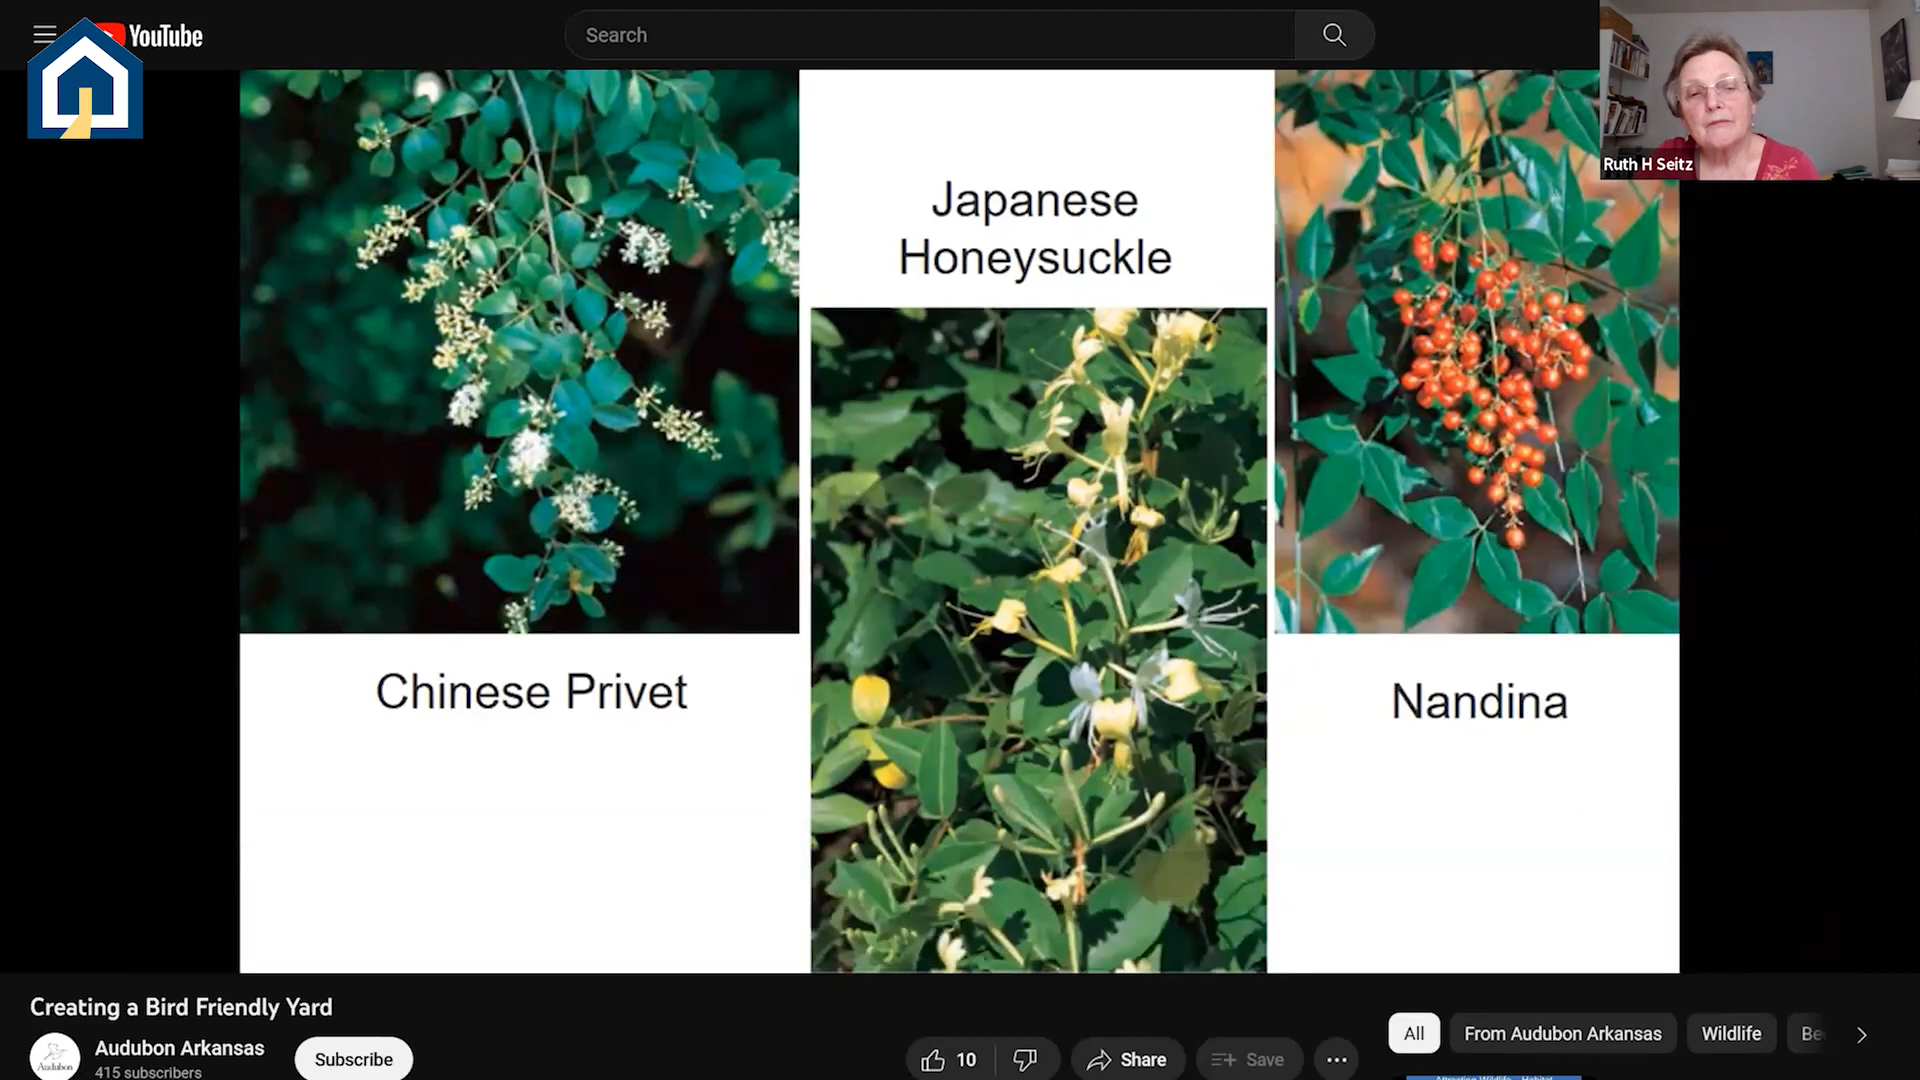 YouTube
Search
Ruth H Seitz
Japanese
Honeysuckle
Chinese Privet
Nandina
Creating a Bird Friendly Yard
Audubon
Audubon Arkansas
415 subscribers
Subscribe
10
Share
Save
All
From Audubon Arkansas
Wildlife